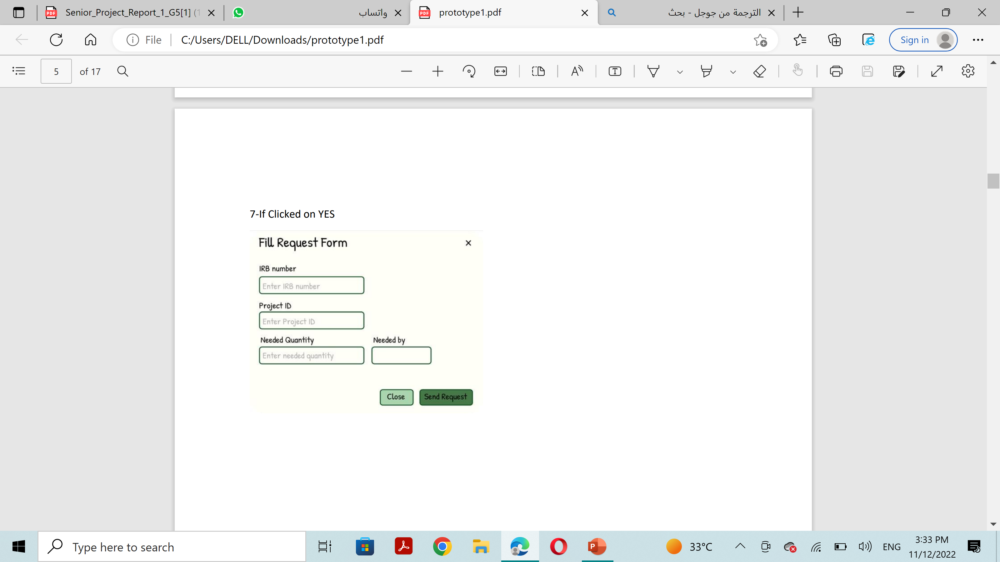 Senior_Project_Report_1_G5[1] (1
واتساب
prototype1.pdf
الترجمة من جوجل - بحث
File
C:/Users/DELL/Downloads/prototype1.pdf
Sign in
5 of 17
7-If Clicked on YES
Fill Request Form
IRB number
Enter IRB number
Project ID
Enter Project ID
Needed Quantity Needed by
Enter needed quantity
Close Send Request
Type here to search
33°C
ENG
3:33 PM
11/12/2022